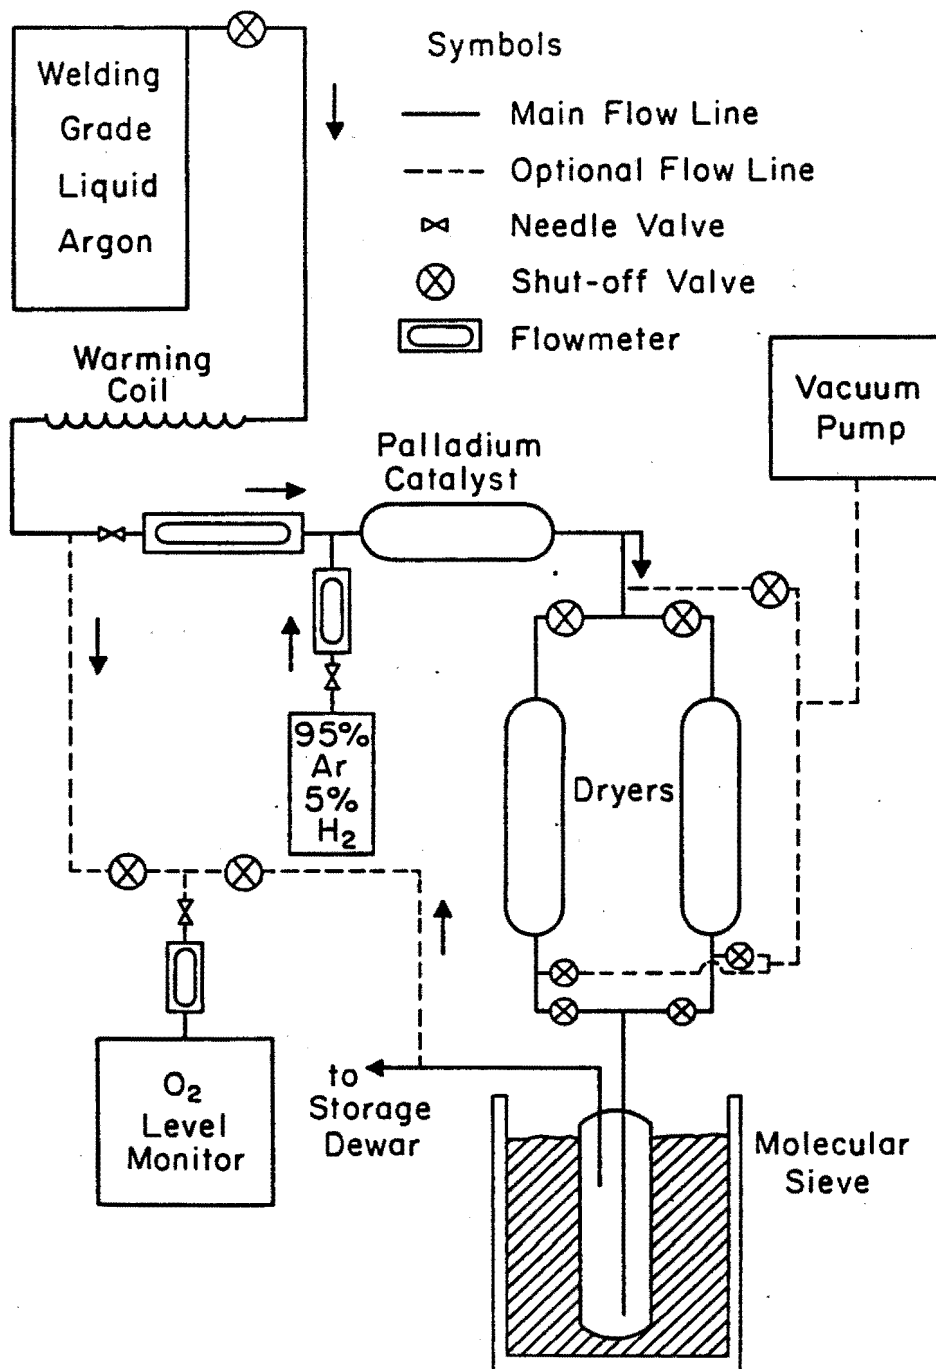 Welding
Grade
Liquid
Argon
Symbols
Main Flow Line
Optional Flow Line
Needle Valve
Shut-off Valve
Flowmeter
Warming
Coil
Vacuum
Pump
Palladium
Catalyst
95%
Ar
5%
H₂
Dryers
O₂
Level
Monitor
to
Storage
Dewar
Molecular
Sieve